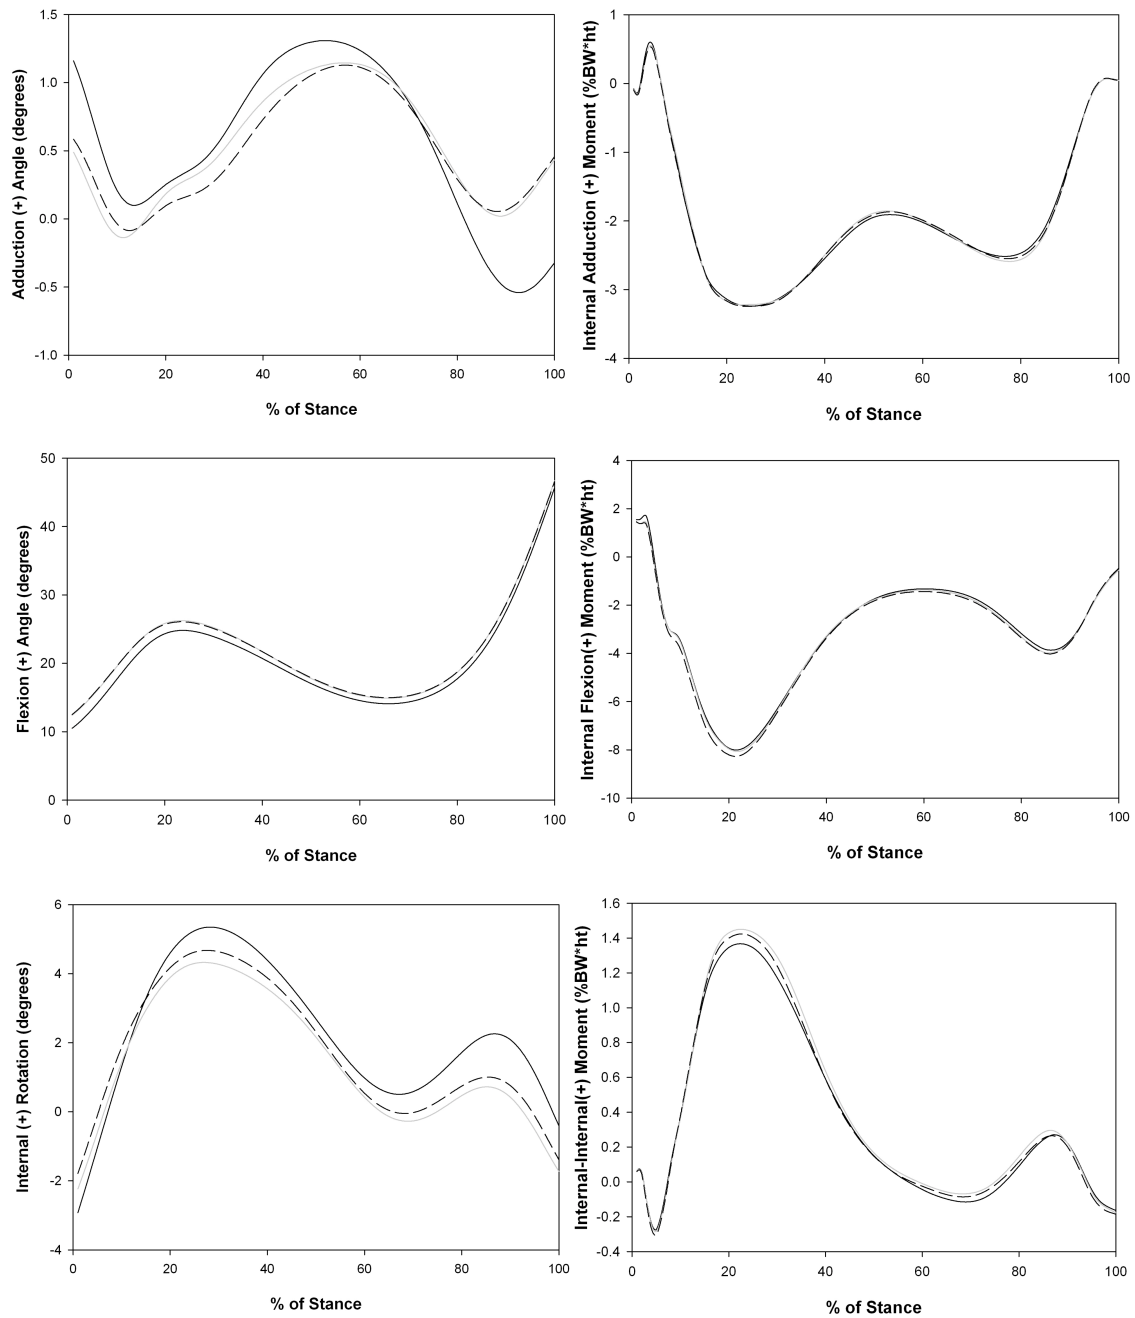 Adduction (+) Angle (degrees)
1.5
1.0
0.5
0.0
-0.5
-1.0
0 20 40 60 80 100
% of Stance
Internal Adduction (+) Moment (%BW*ht)
1
0
-1
-2
-3
-4
0 20 40 60 80 100
% of Stance
Flexion (+) Angle (degrees)
50
40
30
20
10
0
0 20 40 60 80 100
% of Stance
Internal Flexion(+) Moment (%BW*ht)
4
2
0
-2
-4
-6
-8
-10
0 20 40 60 80 100
% of Stance
Internal (+) Rotation (degrees)
6
4
2
0
-2
-4
0 20 40 60 80 100
% of Stance
Internal-Internal(+) Moment (%BW*ht)
1.6
1.4
1.2
1.0
0.8
0.6
0.4
0.2
0.0
-0.2
-0.4
0 20 40 60 80 100
% of Stance